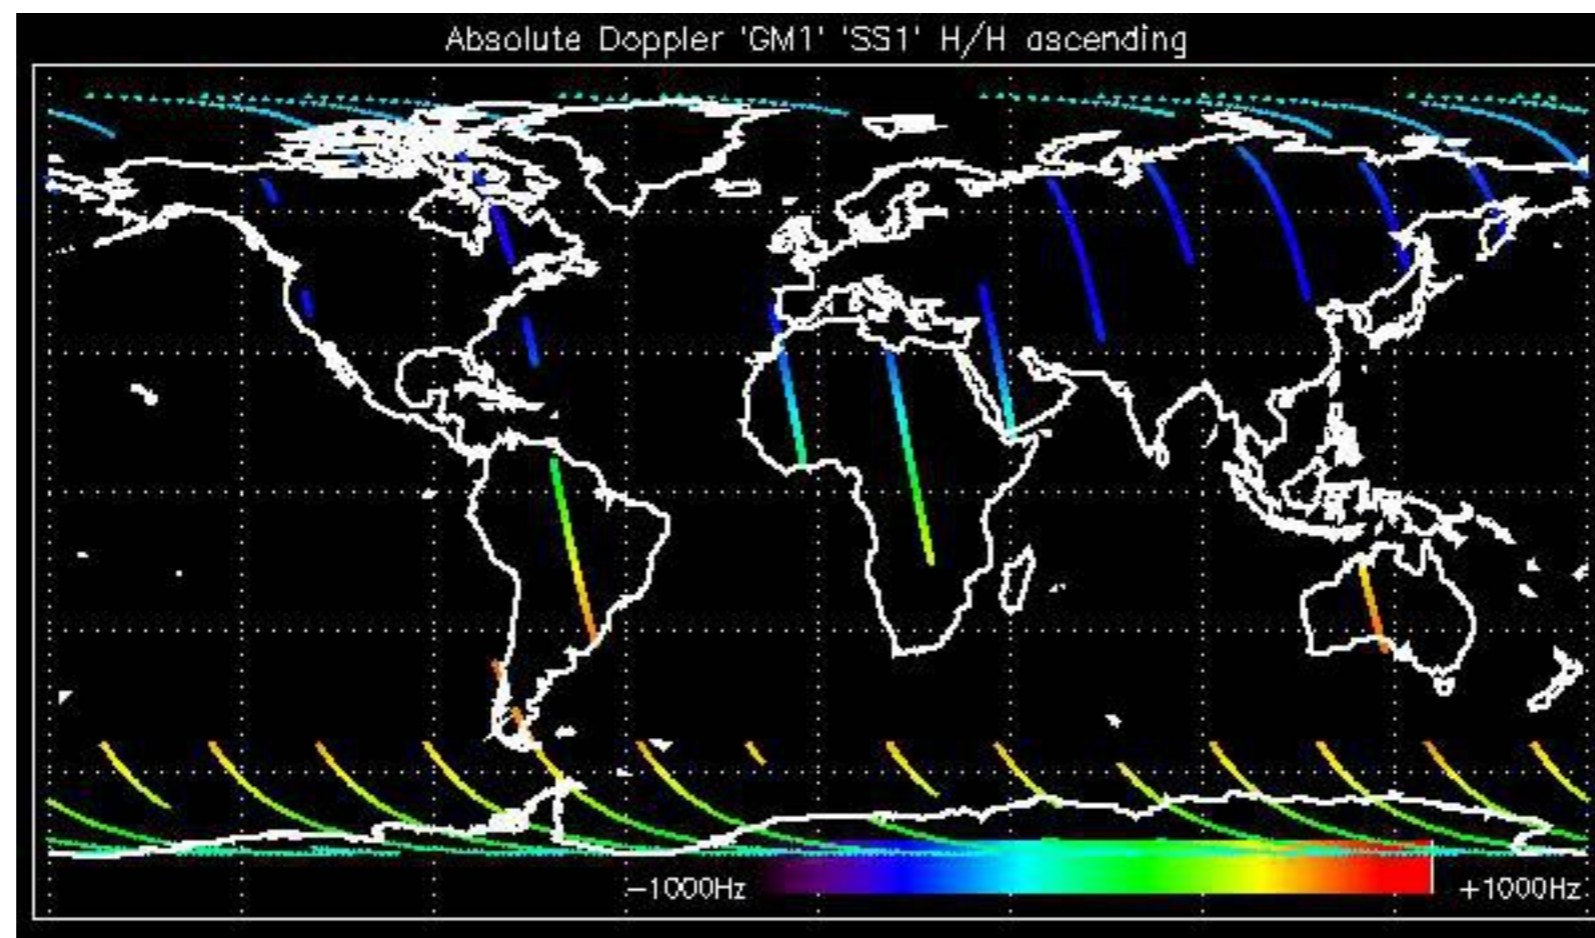 Absolute Doppler 'GM1' 'SS1' H/H ascending
-1000Hz
+1000Hz